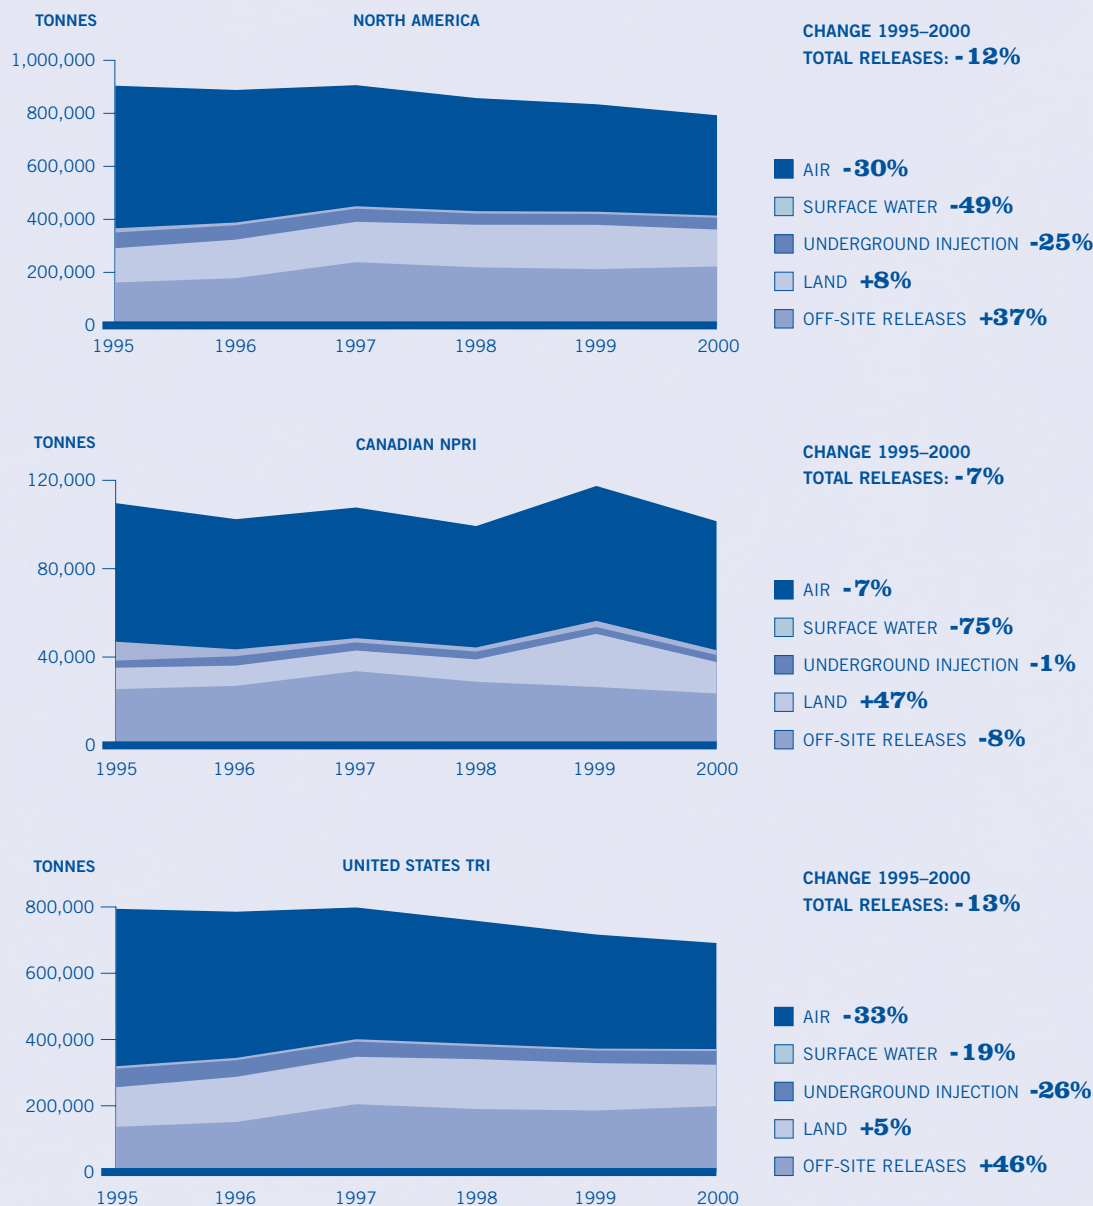 TONNES
NORTH AMERICA
CHANGE 1995–2000
TOTAL RELEASES: -12%
1,000,000
800,000
600,000
400,000
200,000
0
1995 1996 1997 1998 1999 2000
AIR -30%
SURFACE WATER -49%
UNDERGROUND INJECTION -25%
LAND +8%
OFF-SITE RELEASES +37%
TONNES
CANADIAN NPRI
CHANGE 1995–2000
TOTAL RELEASES: -7%
120,000
80,000
40,000
0
1995 1996 1997 1998 1999 2000
AIR -7%
SURFACE WATER -75%
UNDERGROUND INJECTION -1%
LAND +47%
OFF-SITE RELEASES -8%
TONNES
UNITED STATES TRI
CHANGE 1995–2000
TOTAL RELEASES: -13%
800,000
600,000
400,000
200,000
0
1995 1996 1997 1998 1999 2000
AIR -33%
SURFACE WATER -19%
UNDERGROUND INJECTION -26%
LAND +5%
OFF-SITE RELEASES +46%